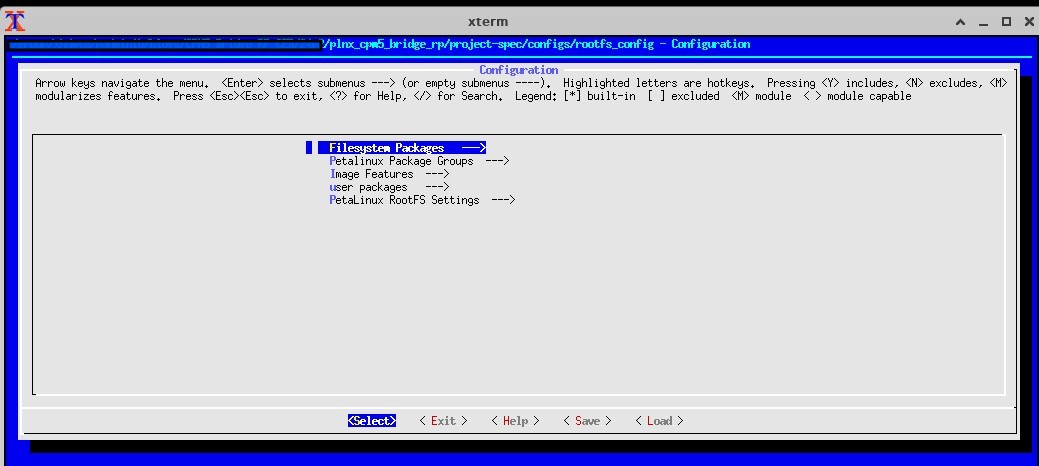 xterm
/plnx_cpm5_bridge_rp/project-spec/configs/rootfs_config - Configuration
Configuration
Arrow keys navigate the menu. <Enter> selects submenus ---> (or empty submenus ----). Highlighted letters are hotkeys. Pressing <Y> includes, <N> excludes, <M>
modularizes features. Press <Esc><Esc> to exit, <?> for Help, </> for Search. Legend: [*] built-in [ ] excluded <M> module < > module capable
Filesystem Packages --->
Petalinux Package Groups --->
Image Features --->
user packages --->
PetaLinux RootFS Settings --->
<Select> < Exit > < Help > < Save > < Load >